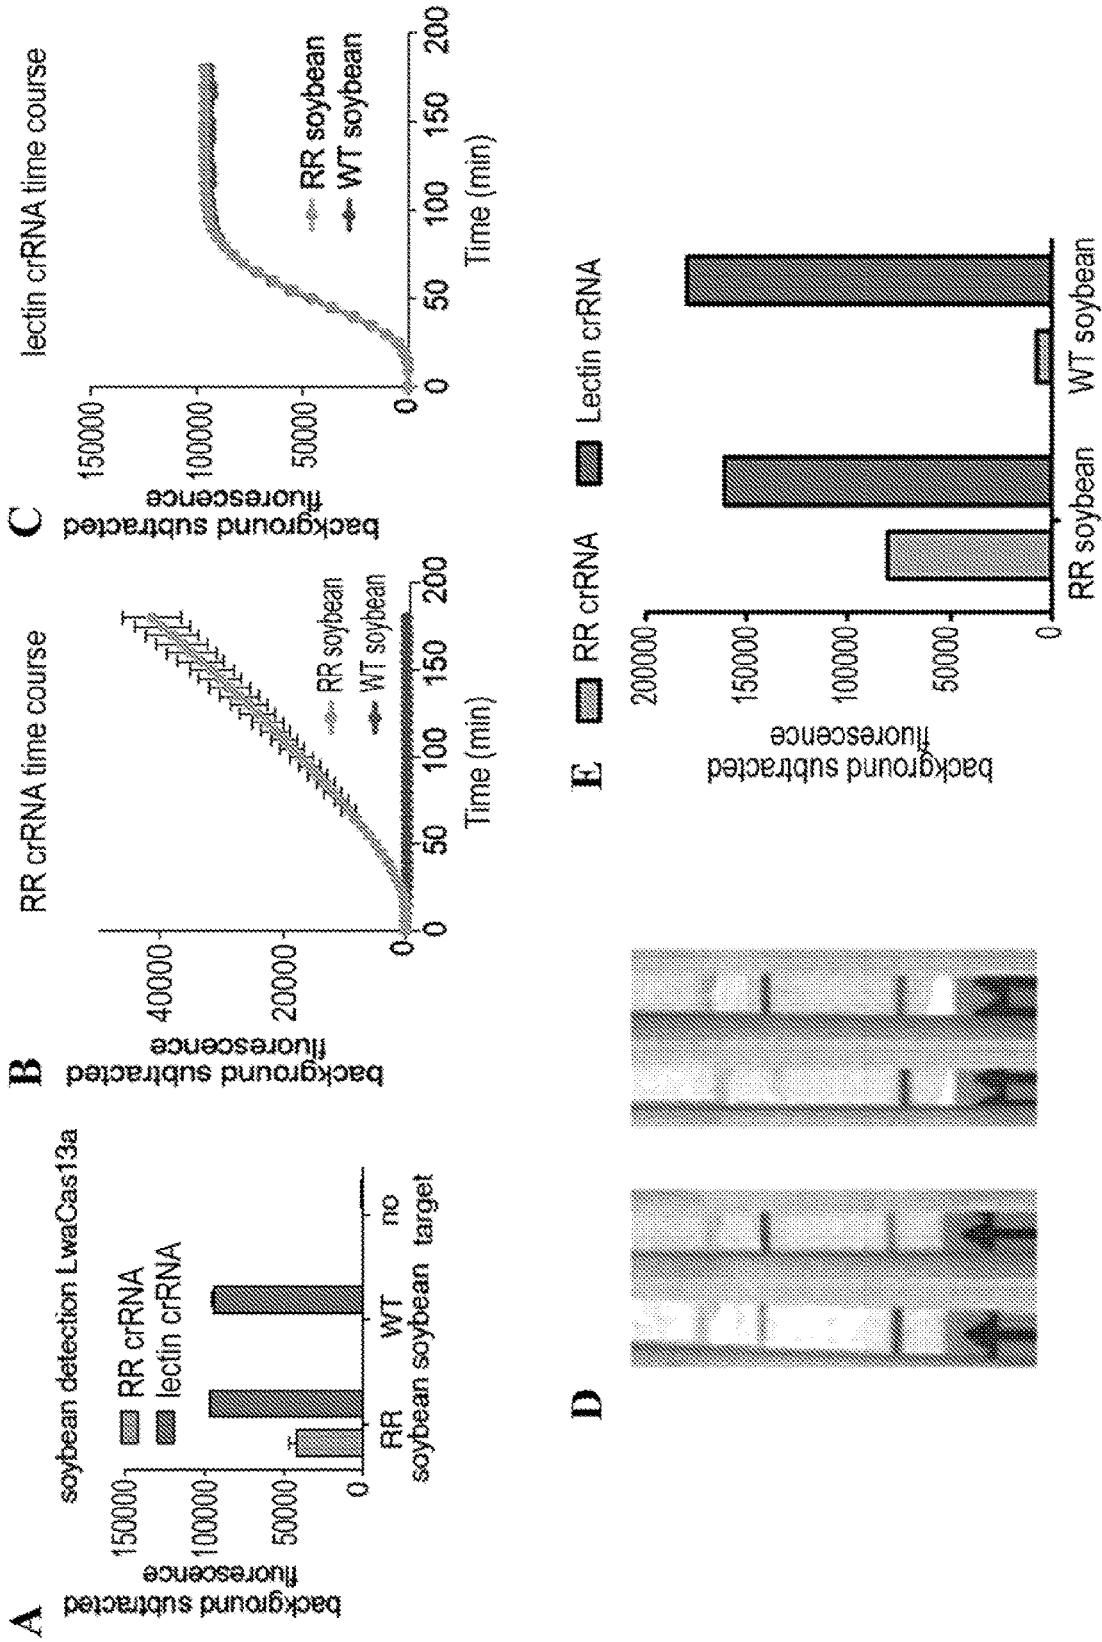 A
soybean detection LwaCas13a
RR crRNA
lectin crRNA
background subtracted
fluorescence
150000
100000
50000
0
RR
soybean
WT
soybean
no
target
B
RR crRNA time course
background subtracted
fluorescence
40000
20000
0
RR soybean
WT soybean
0
50
100
150
200
Time (min)
C
lectin crRNA time course
background subtracted
fluorescence
150000
100000
50000
0
RR soybean
WT soybean
0
50
100
150
200
Time (min)
D
E
RR crRNA
Lectin crRNA
background subtracted
fluorescence
200000
150000
100000
50000
0
RR soybean
WT soybean